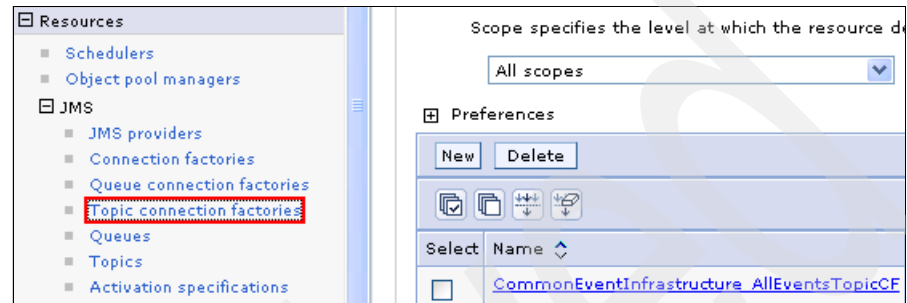 Resources
Schedulers
Object pool managers
JMS
JMS providers
Connection factories
Queue connection factories
Topic connection factories
Queues
Topics
Activation specifications
Scope specifies the level at which the resource de
All scopes
Preferences
New Delete
Select Name
CommonEventInfrastructure_AllEventsTopicCF